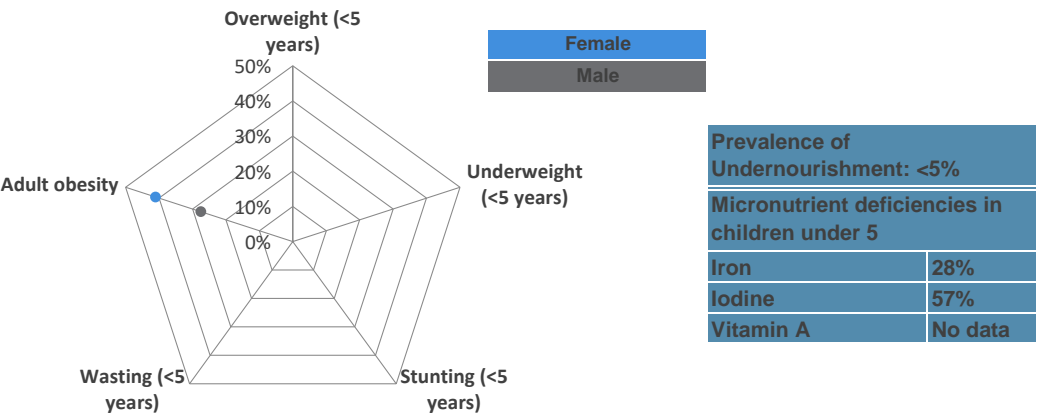 Overweight (<5
years)
50%
40%
30%
20%
10%
0%
Adult obesity
Underweight
(<5 years)
Wasting (<5
years)
Stunting (<5
years)
Female
Male
Prevalence of
Undernourishment: <5%
Micronutrient deficiencies in
children under 5
Iron 28%
Iodine 57%
Vitamin A No data